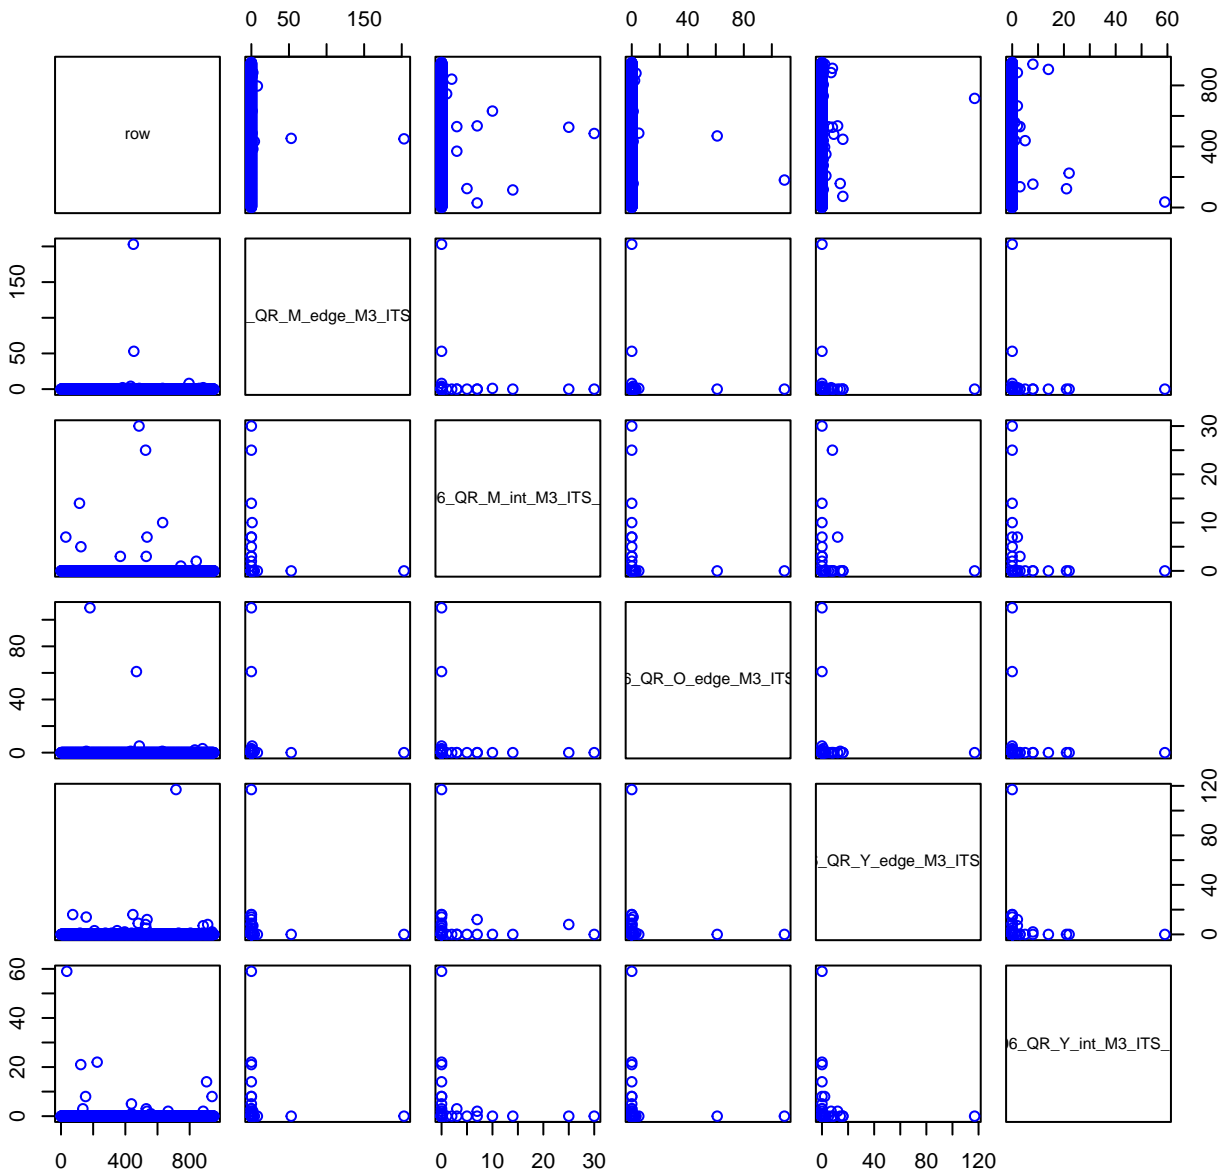 0 50 150
0 40 80
0 20 40 60
row
0 400 800
0 50 150
_QR_M_edge_M3_ITS
6_QR_M_int_M3_ITS_
0 10 20 30
0 40 80
6_QR_O_edge_M3_ITS
_QR_Y_edge_M3_ITS
0 40 80 120
0 20 40 60
06_QR_Y_int_M3_ITS_
0 400 800
0 10 20 30
0 40 80 120